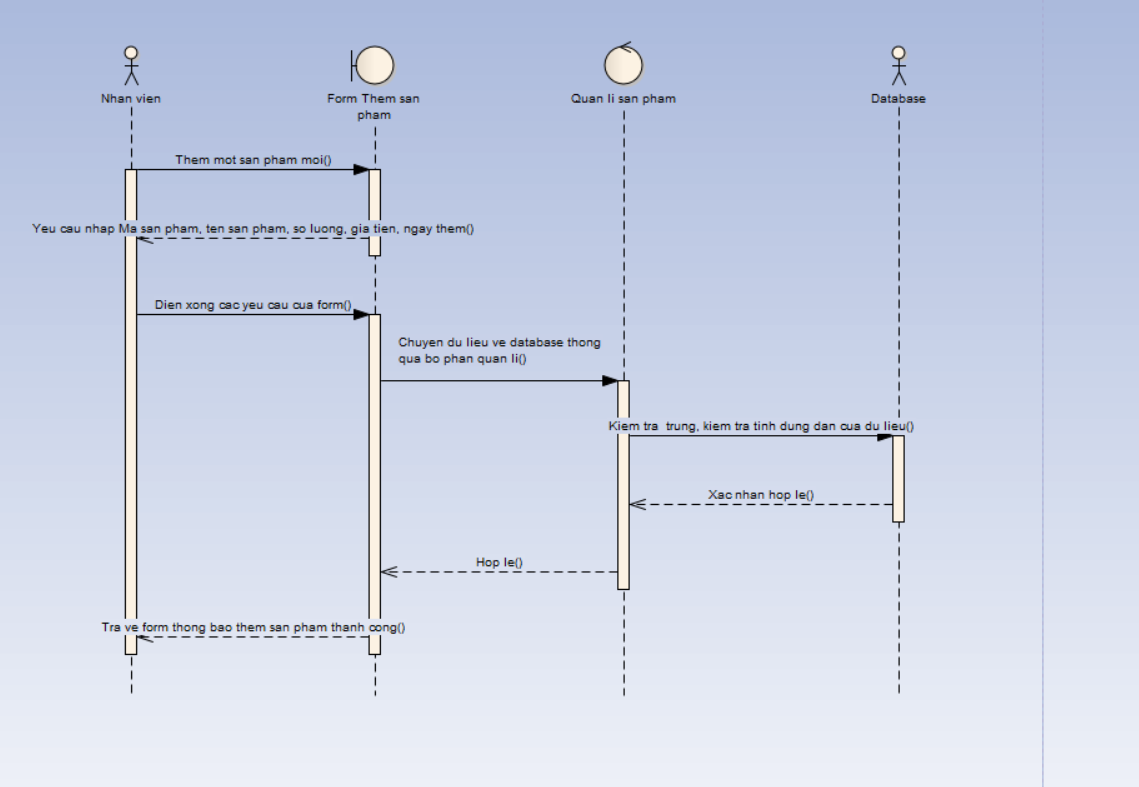 Nhan vien
Form Them san
pham
Quan li san pham
Database
Them mot san pham moi()
Yeu cau nhap Ma san pham, ten san pham, so luong, gia tien, ngay them()
Dien xong cac yeu cau cua form()
Chuyen du lieu ve database thong
qua bo phan quan li()
Kiem tra  trung, kiem tra tinh dung dan cua du lieu()
Xac nhan hop le()
Hop le()
Tra ve form thong bao them san pham thanh cong()